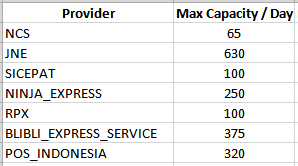 Provider Max Capacity / Day
NCS 65
JNE 630
SICEPAT 100
NINJA_EXPRESS 250
RPX 100
BLIBLI_EXPRESS_SERVICE 375
POS_INDONESIA 320